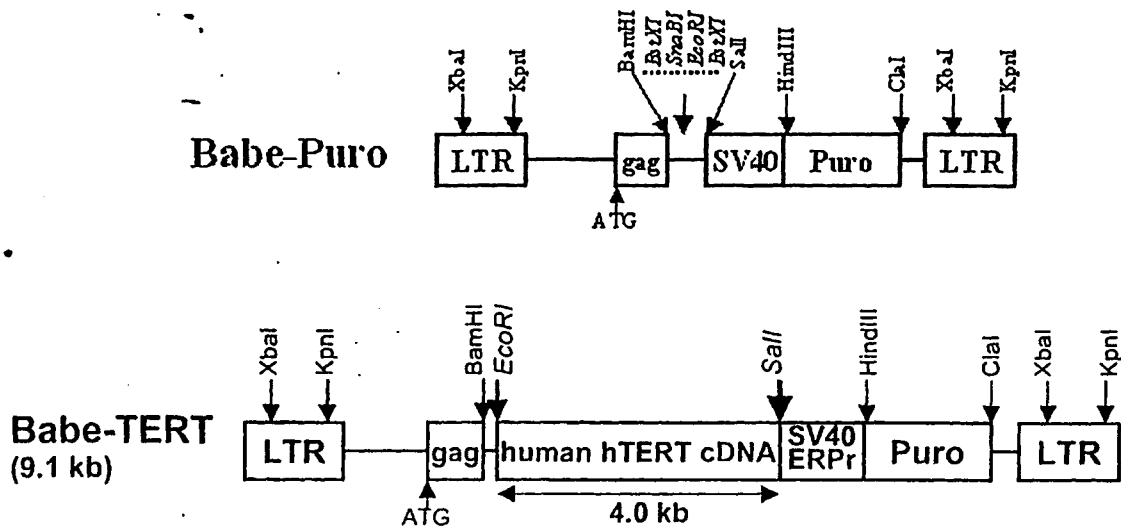 BamHI
BstXI
SnaBI
EcoRI
BstXI
SalI
XbaI
KpnI
HindIII
ClaI
XbaI
KpnI
Babe-Puro
LTR
gag
SV40
Puro
LTR
ATG
XbaI
KpnI
BamHI
EcoRI
SalI
HindIII
ClaI
XbaI
KpnI
Babe-TERT
(9.1 kb)
LTR
gag
human hTERT cDNA
SV40
ERPr
Puro
LTR
ATG
4.0 kb